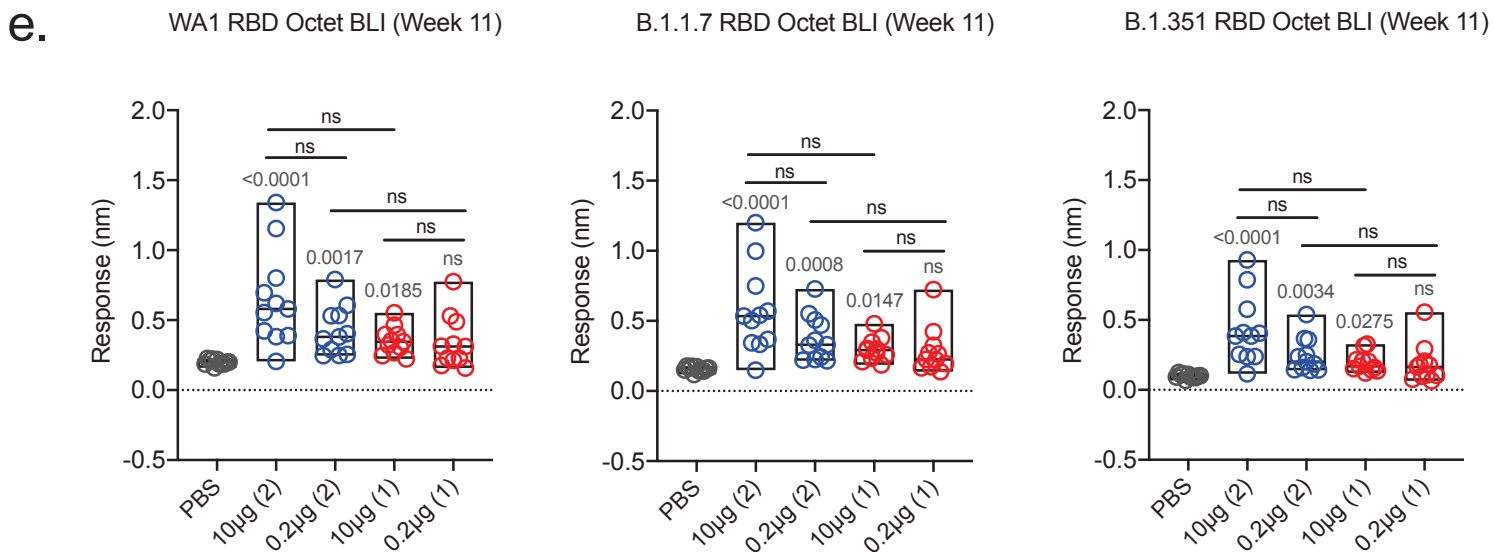 e.
WA1 RBD Octet BLI (Week 11)
Response (nm)
2.0
1.5
1.0
0.5
0.0
-0.5
ns
ns
<0.0001
ns
0.0017
ns
0.0185
ns
PBS
10µg (2)
0.2µg (2)
10µg (1)
0.2µg (1)
B.1.1.7 RBD Octet BLI (Week 11)
Response (nm)
2.0
1.5
1.0
0.5
0.0
-0.5
ns
ns
<0.0001
ns
0.0008
ns
0.0147
ns
PBS
10µg (2)
0.2µg (2)
10µg (1)
0.2µg (1)
B.1.351 RBD Octet BLI (Week 11)
Response (nm)
2.0
1.5
1.0
0.5
0.0
-0.5
ns
ns
<0.0001
ns
0.0034
ns
0.0275
ns
PBS
10µg (2)
0.2µg (2)
10µg (1)
0.2µg (1)